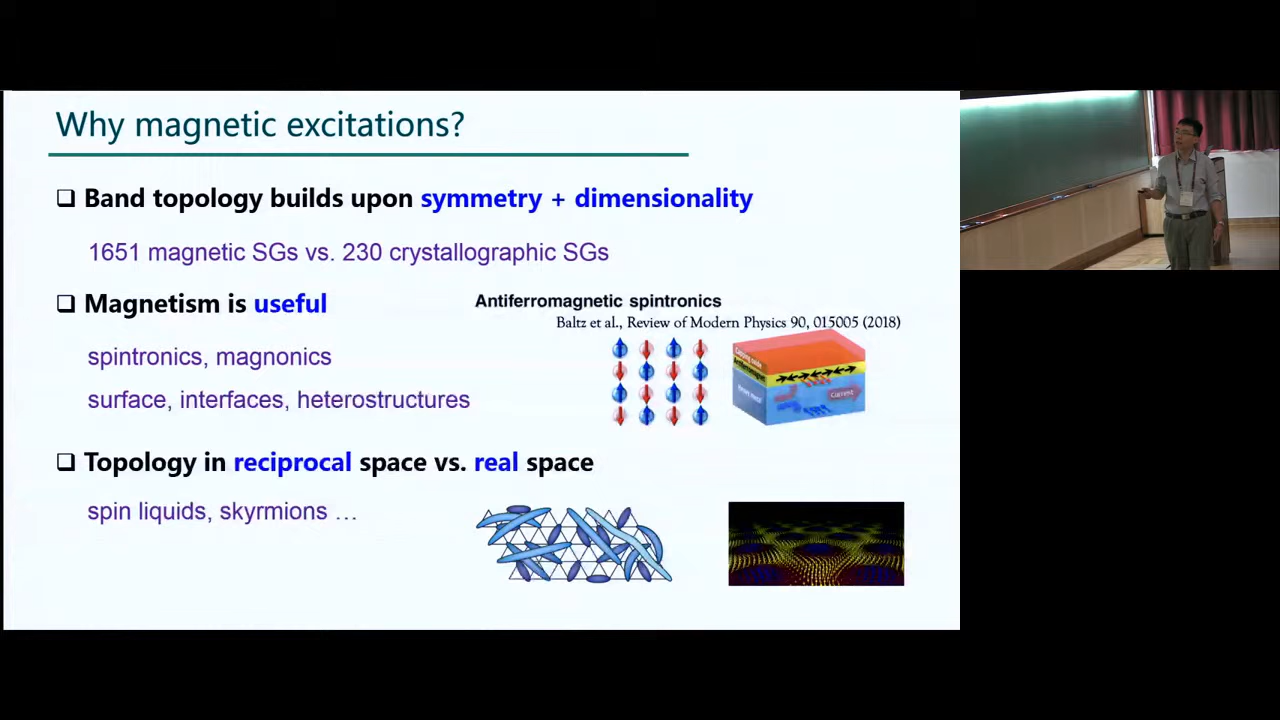 Why magnetic excitations?
Band topology builds upon symmetry + dimensionality
1651 magnetic SGs vs. 230 crystallographic SGs
Magnetism is useful
Antiferromagnetic spintronics
Baltz et al., Review of Modern Physics 90, 015005 (2018)
spintronics, magnonics
surface, interfaces, heterostructures
Current
Topology in reciprocal space vs. real space
spin liquids, skyrmions …